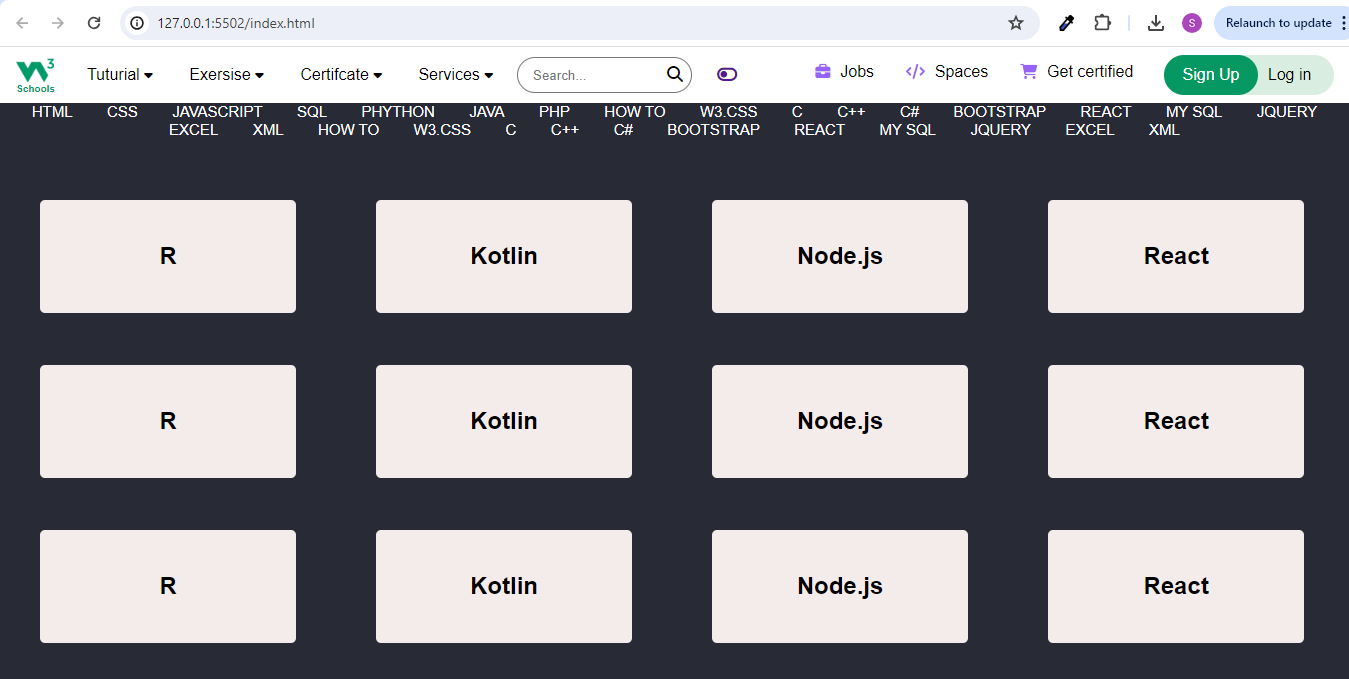 127.0.0.1:5502/index.html S Relaunch to update
W3 Schools Tuturial Exersise Certifcate Services Search... Jobs Spaces Get certified Sign Up Log in
HTML CSS JAVASCRIPT SQL PHYTHON JAVA PHP HOW TO W3.CSS C C++ C# BOOTSTRAP REACT MY SQL JQUERY
EXCEL XML HOW TO W3.CSS C C++ C# BOOTSTRAP REACT MY SQL JQUERY EXCEL XML
R Kotlin Node.js React
R Kotlin Node.js React
R Kotlin Node.js React